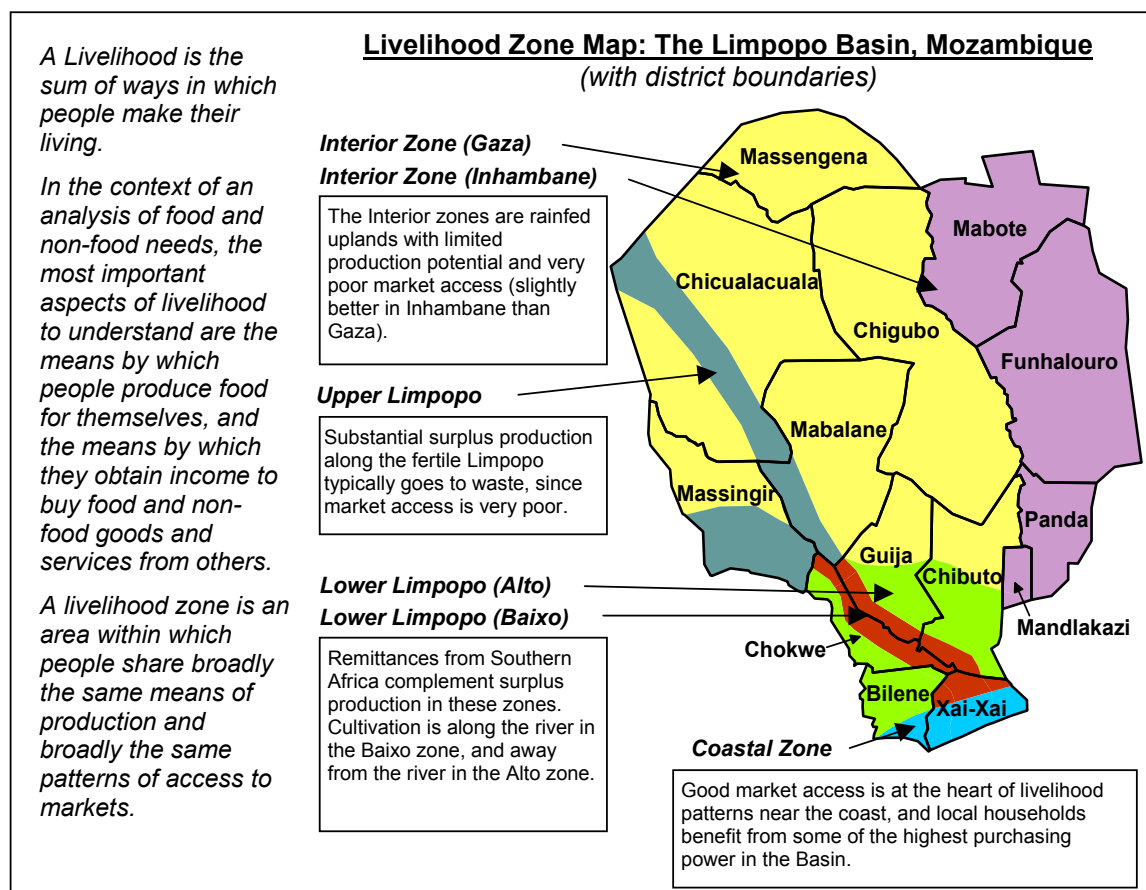 A Livelihood is the
sum of ways in which
people make their
living.
In the context of an
analysis of food and
non-food needs, the
most important
aspects of livelihood
to understand are the
means by which
people produce food
for themselves, and
the means by which
they obtain income to
buy food and non-
food goods and
services from others.
A livelihood zone is an
area within which
people share broadly
the same means of
production and
broadly the same
patterns of access to
markets.
Livelihood Zone Map: The Limpopo Basin, Mozambique
(with district boundaries)
Interior Zone (Gaza)
Interior Zone (Inhambane)
The Interior zones are rainfed
uplands with limited
production potential and very
poor market access (slightly
better in Inhambane than
Gaza).
Upper Limpopo
Substantial surplus production
along the fertile Limpopo
typically goes to waste, since
market access is very poor.
Lower Limpopo (Alto)
Lower Limpopo (Baixo)
Remittances from Southern
Africa complement surplus
production in these zones.
Cultivation is along the river in
the Baixo zone, and away
from the river in the Alto zone.
Massengena
Mabote
Chicualacuala
Chigubo
Funhalouro
Mabalane
Massingir
Panda
Guija
Chibuto
Mandlakazi
Chokwe
Bilene
Xai-Xai
Coastal Zone
Good market access is at the heart of livelihood
patterns near the coast, and local households
benefit from some of the highest purchasing
power in the Basin.